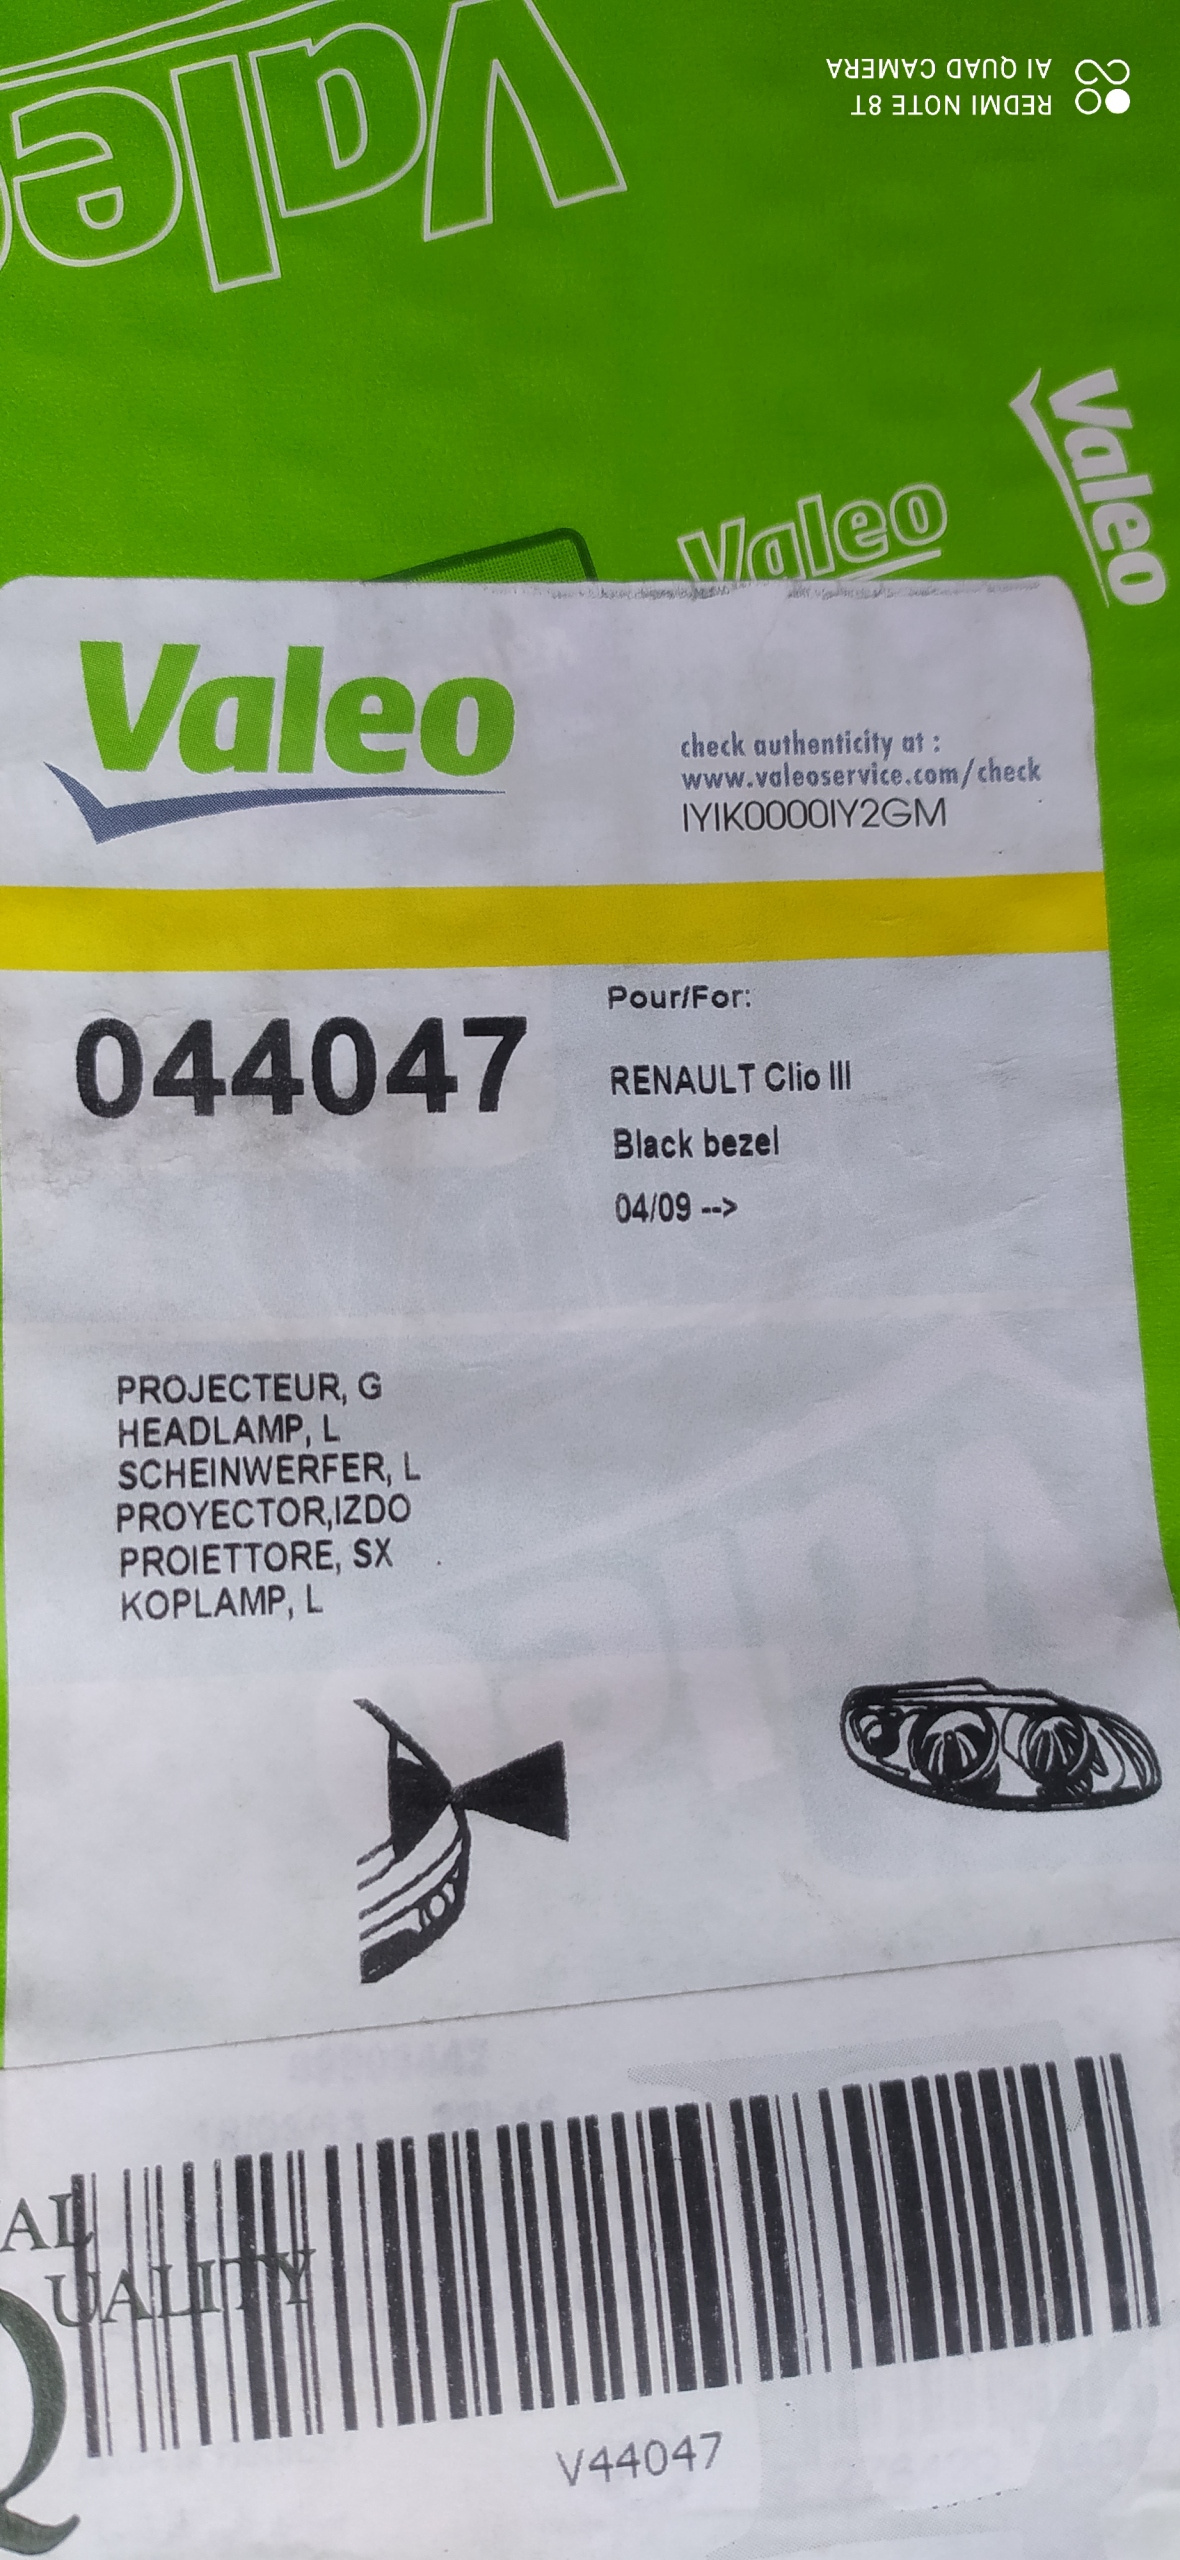 Valeo
REDMI NOTE 8T
AI QUAD CAMERA
Valeo
Valeo
Valeo
check authenticity at :
www.valeoservice.com/check
IYIK0000IY2GM
044047
Pour/For:
RENAULT Clio III
Black bezel
04/09 -->
PROJECTEUR, G
HEADLAMP, L
SCHEINWERFER, L
PROYECTOR,IZDO
PROIETTORE, SX
KOPLAMP, L
QUALITY
V44047